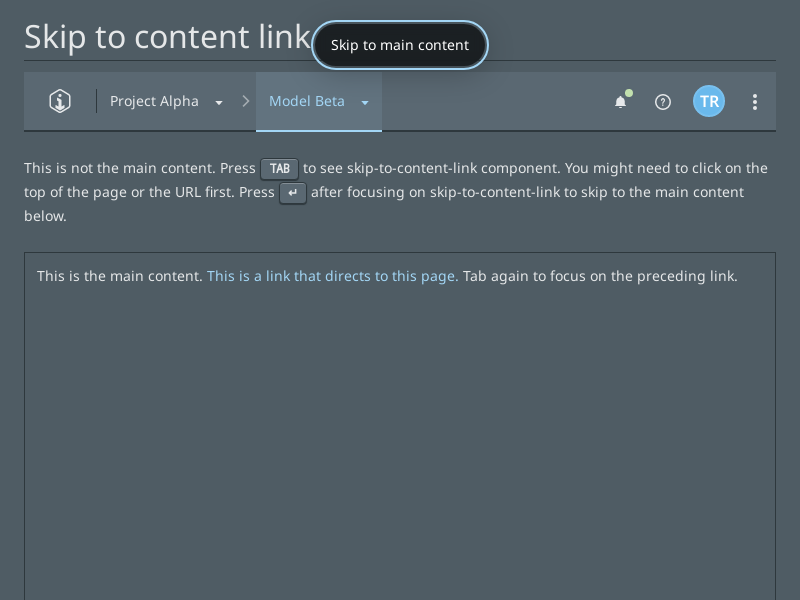 Skip to content link
Skip to main content
Project Alpha
Model Beta
TR
This is not the main content. Press TAB to see skip-to-content-link component. You might need to click on the
top of the page or the URL first. Press ↵ after focusing on skip-to-content-link to skip to the main content
below.
This is the main content. This is a link that directs to this page. Tab again to focus on the preceding link.